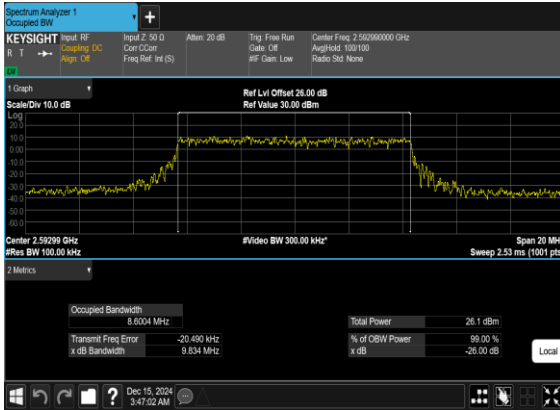 Spectrum Analyzer 1
Occupied BW
+
KEYSIGHT
R T
LXI
Input: RF
Coupling: DC
Align: Off
Input Z: 50 Ω
Corr CCorr
Freq Ref: Int (S)
Atten: 20 dB
Trig: Free Run
Gate: Off
#IF Gain: Low
Center Freq: 2.592990000 GHz
Avg|Hold: 100/100
Radio Std: None
1 Graph
Scale/Div 10.0 dB
Ref Lvl Offset 26.00 dB
Ref Value 30.00 dBm
Log
20.0
10.0
0.00
-10.0
-20.0
-30.0
-40.0
-50.0
-60.0
Center 2.59299 GHz
#Res BW 100.00 kHz
#Video BW 300.00 kHz*
Span 20 MH
Sweep 2.53 ms (1001 pts
2 Metrics
Occupied Bandwidth
8.6004 MHz
Total Power 26.1 dBm
Transmit Freq Error -20.490 kHz
x dB Bandwidth 9.834 MHz
% of OBW Power 99.00 %
x dB -26.00 dB
Local
?
Dec 15, 2024
3:47:02 AM